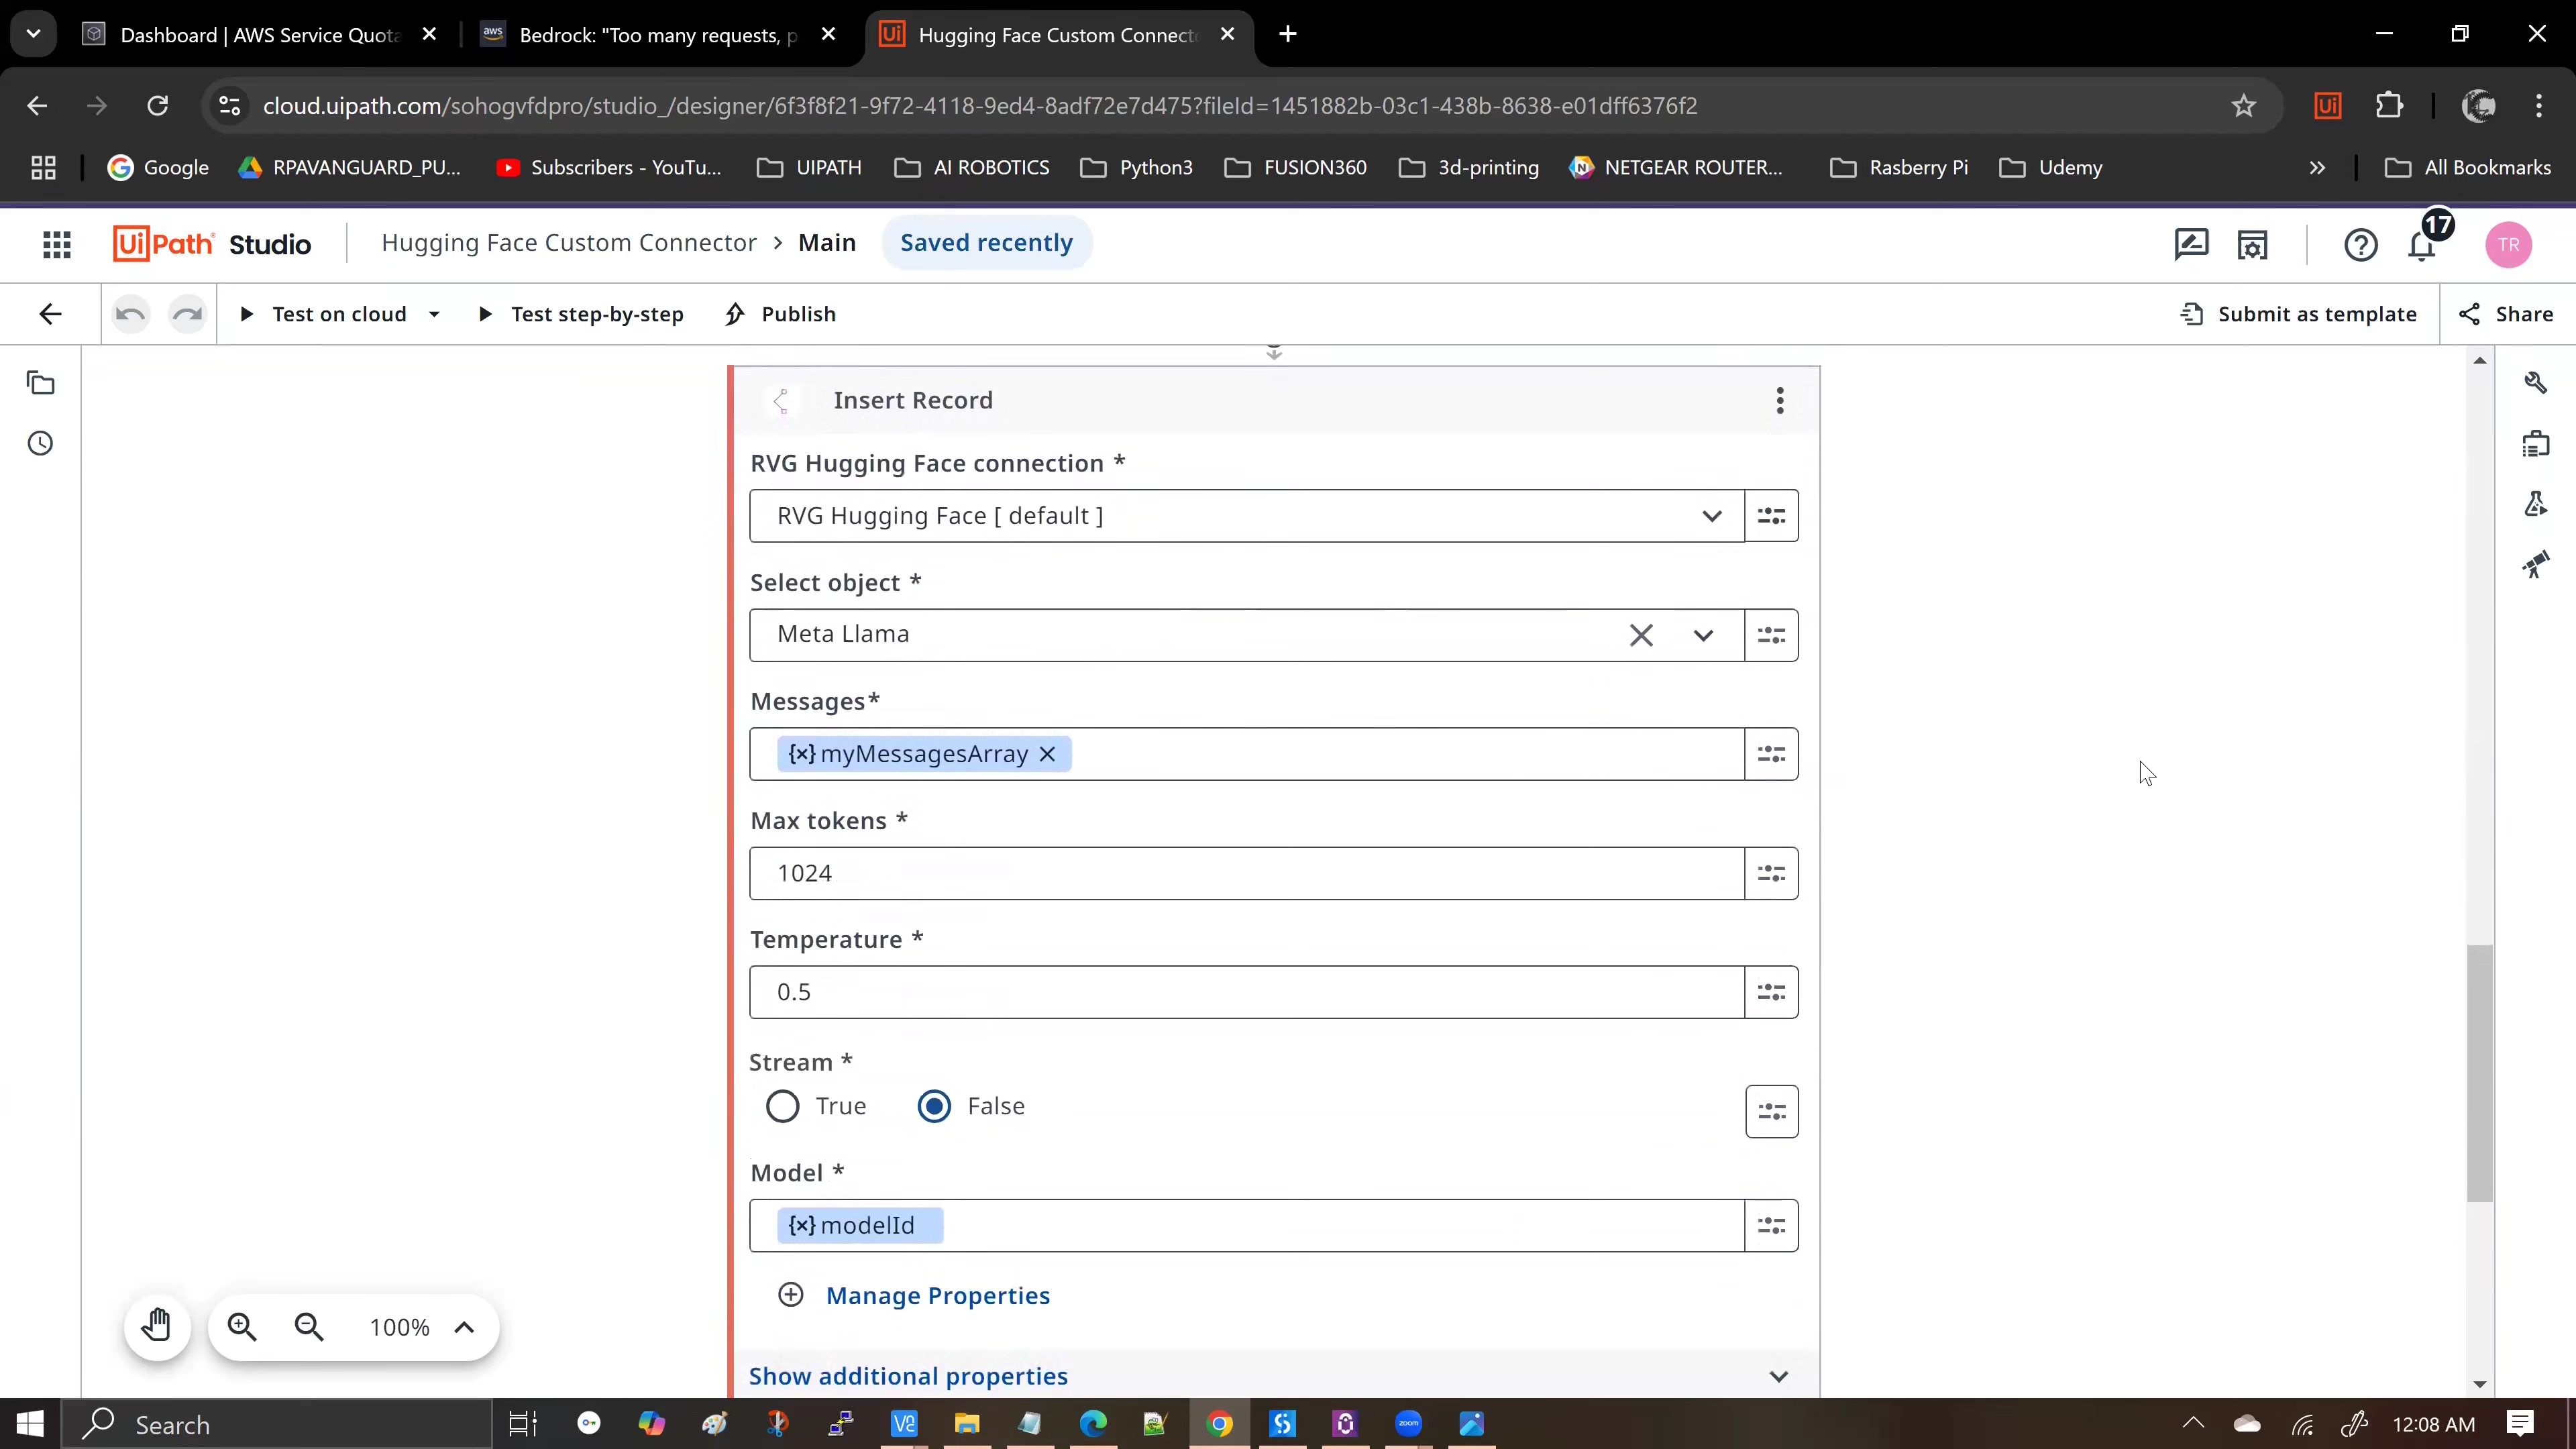 Dashboard | AWS Service Quota
Bedrock: "Too many requests, p
Hugging Face Custom Connecto
cloud.uipath.com/sohogvfdpro/studio_/designer/6f3f8f21-9f72-4118-9ed4-8adf72e7d475?fileId=1451882b-03c1-438b-8638-e01dff6376f2
Google
RPAVANGUARD_PU...
Subscribers - YouTu...
UIPATH
AI ROBOTICS
Python3
FUSION360
3d-printing
NETGEAR ROUTER...
Rasberry Pi
Udemy
All Bookmarks
UiPath Studio
Hugging Face Custom Connector > Main
Saved recently
17
TR
Test on cloud
Test step-by-step
Publish
Submit as template
Share
Insert Record
RVG Hugging Face connection *
RVG Hugging Face [ default ]
Select object *
Meta Llama
Messages*
{x} myMessagesArray
Max tokens *
1024
Temperature *
0.5
Stream *
True False
Model *
{x} modelId
Manage Properties
100%
Show additional properties
Search
zoom
12:08 AM